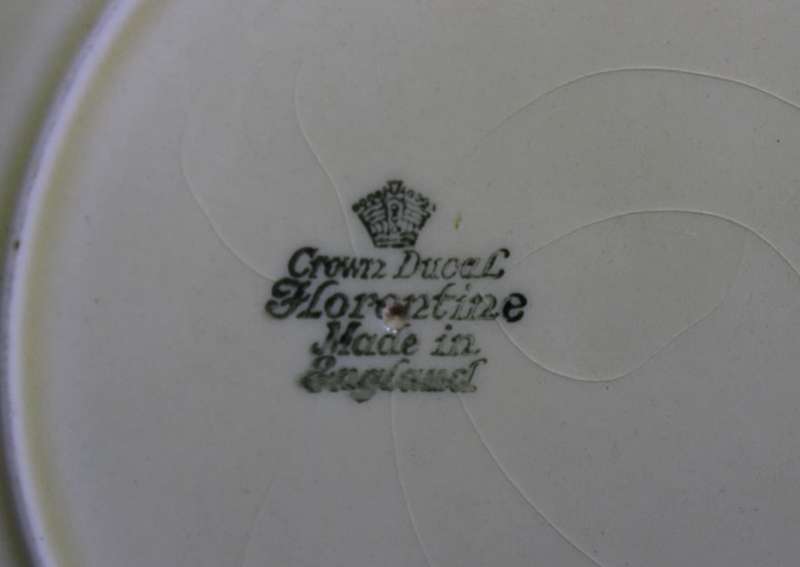 Crown Ducal
Florentine
Made in
England